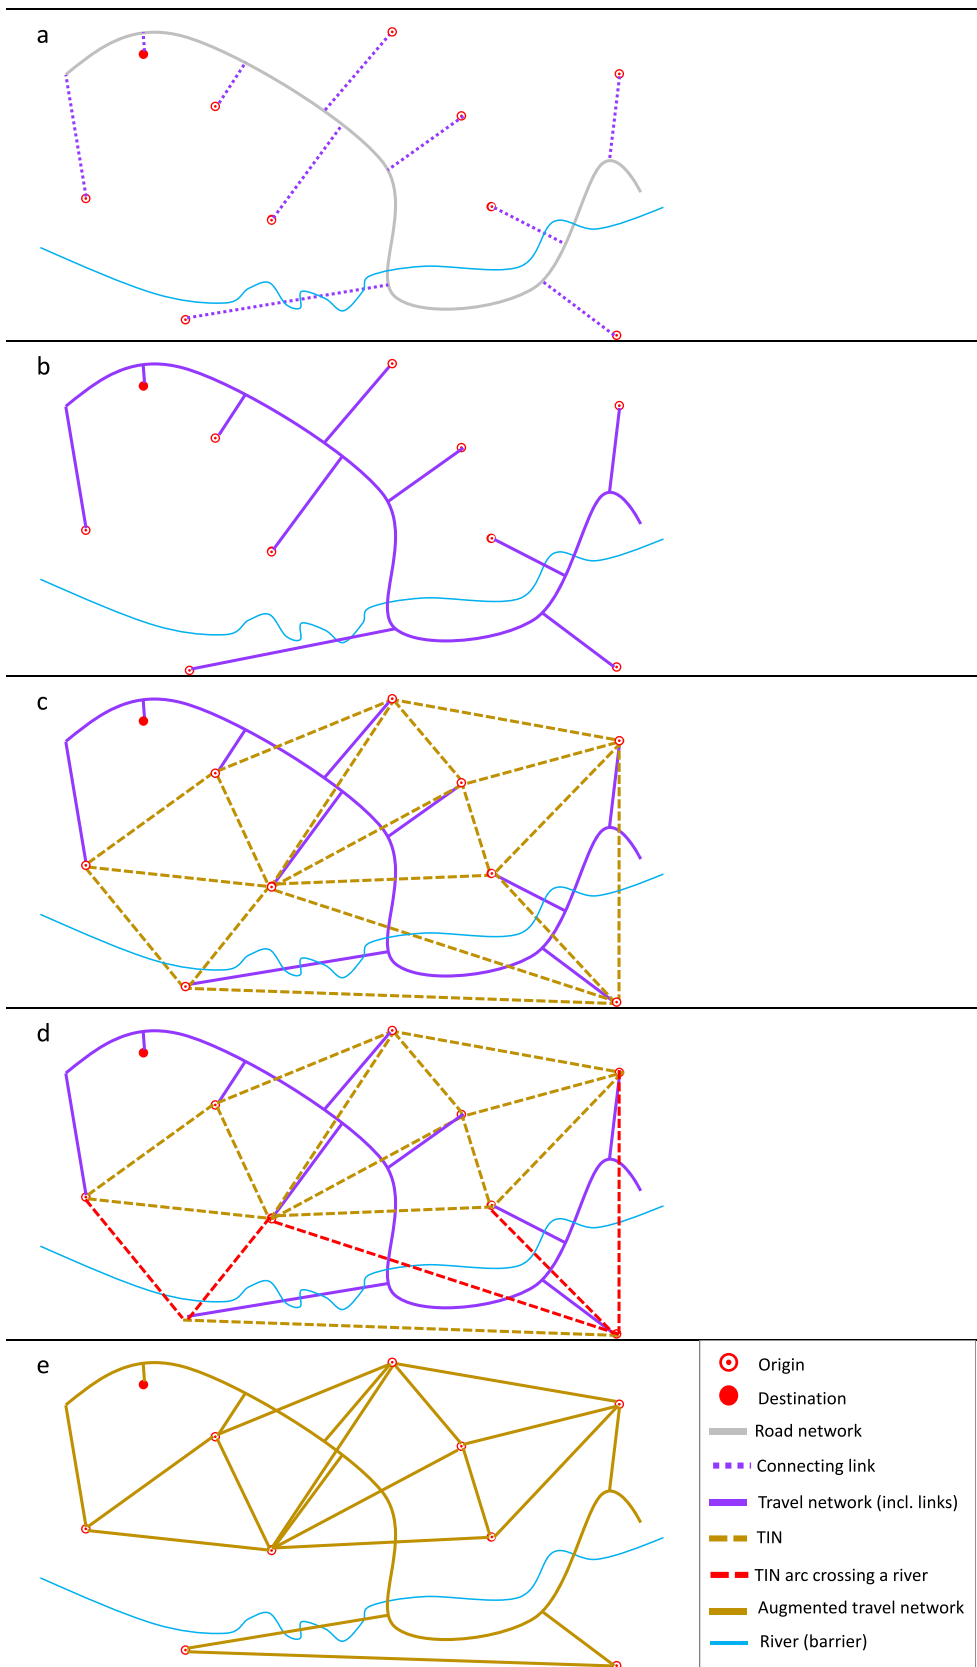 a
b
c
d
e
Origin
Destination
Road network
Connecting link
Travel network (incl. links)
TIN
TIN arc crossing a river
Augmented travel network
River (barrier)